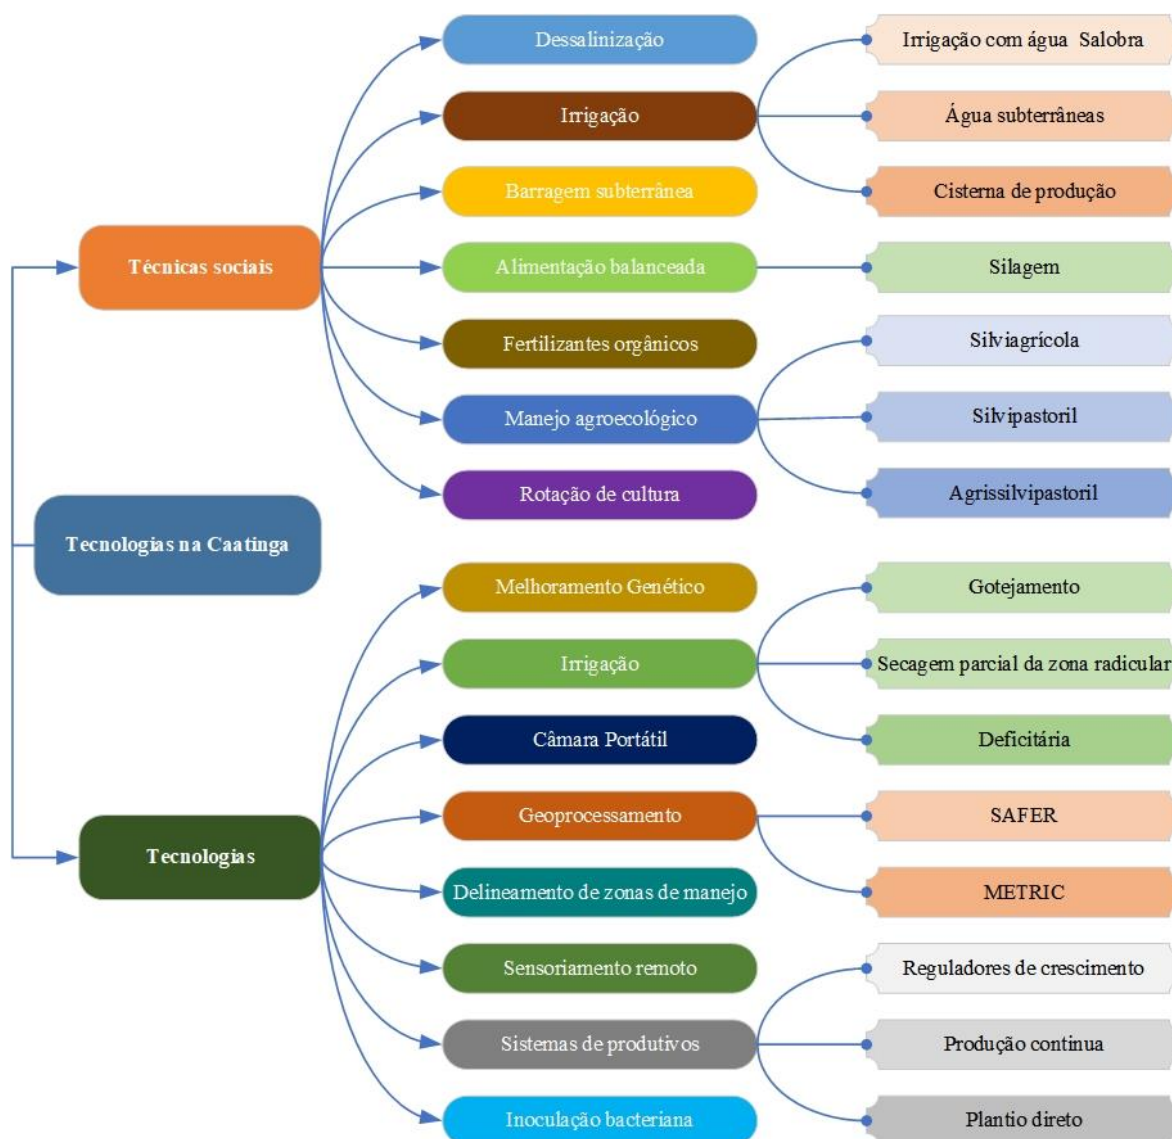 Dessalinização
Irrigação com água Salobra
Irrigação
Água subterrâneas
Barragem subterrânea
Cisterna de produção
Técnicas sociais
Alimentação balanceada
Silagem
Fertilizantes orgânicos
Silviagrícola
Manejo agroecológico
Silvipastoril
Rotação de cultura
Agrissilvipastoril
Tecnologias na Caatinga
Melhoramento Genético
Gotejamento
Irrigação
Secagem parcial da zona radicular
Câmara Portátil
Deficitária
Geoprocessamento
SAFER
Tecnologias
Delineamento de zonas de manejo
METRIC
Sensoriamento remoto
Reguladores de crescimento
Sistemas de produtivos
Produção continua
Inoculação bacteriana
Plantio direto